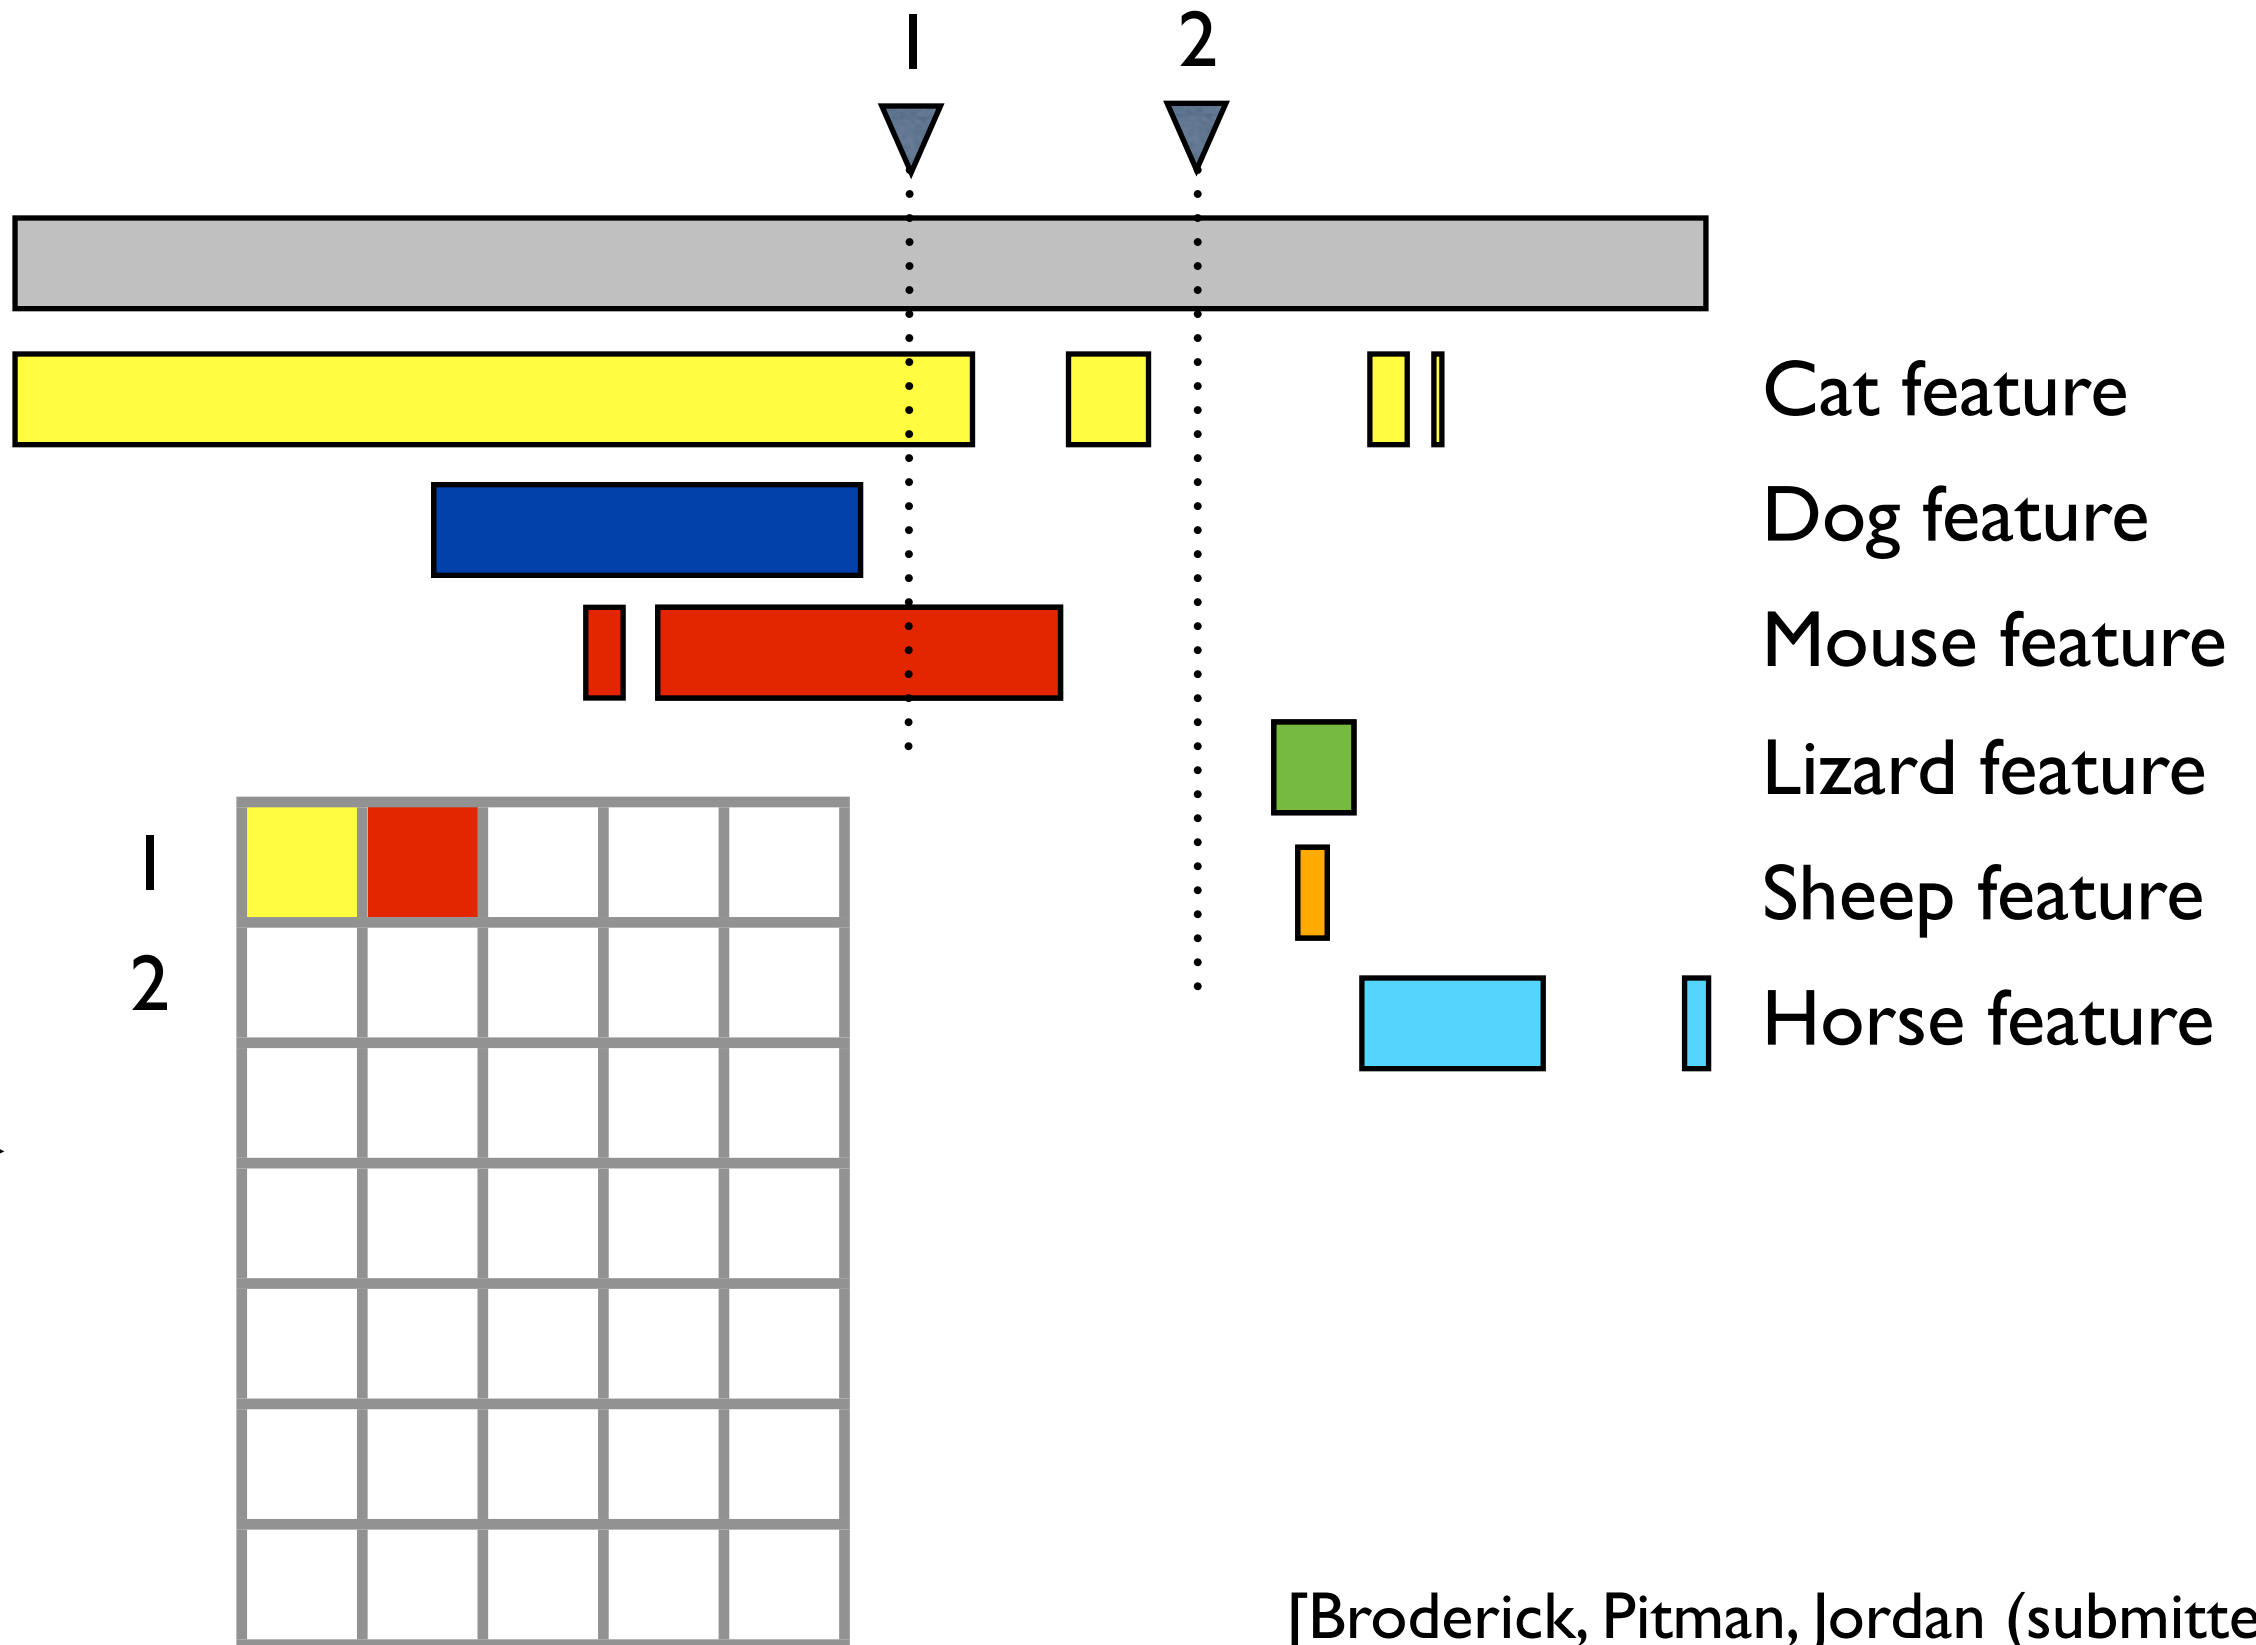 1 2
Cat feature
Dog feature
Mouse feature
Lizard feature
1
Sheep feature
2
Horse feature
[Broderick, Pitman, Jordan (submitte